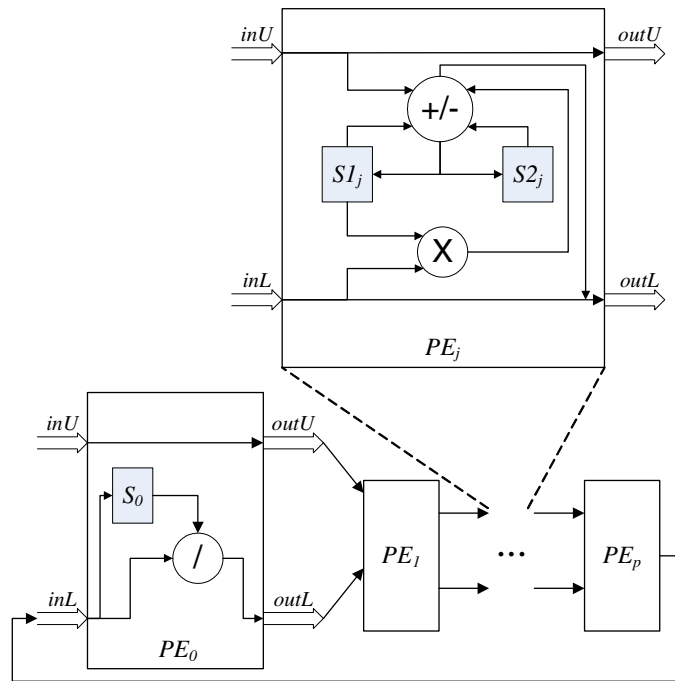 inU
outU
+/-
S1j
S2j
X
inL
outL
PEj
inU
outU
S0
/
PE1
...
PEp
inL
outL
PE0